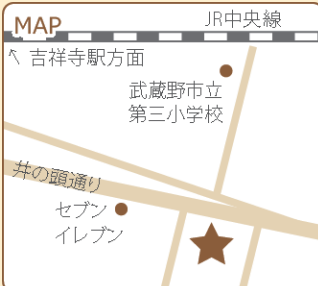 MAP
JR中央線
↖ 吉祥寺駅方面
武蔵野市立
第三小学校
井の頭通り
セブン
イレブン